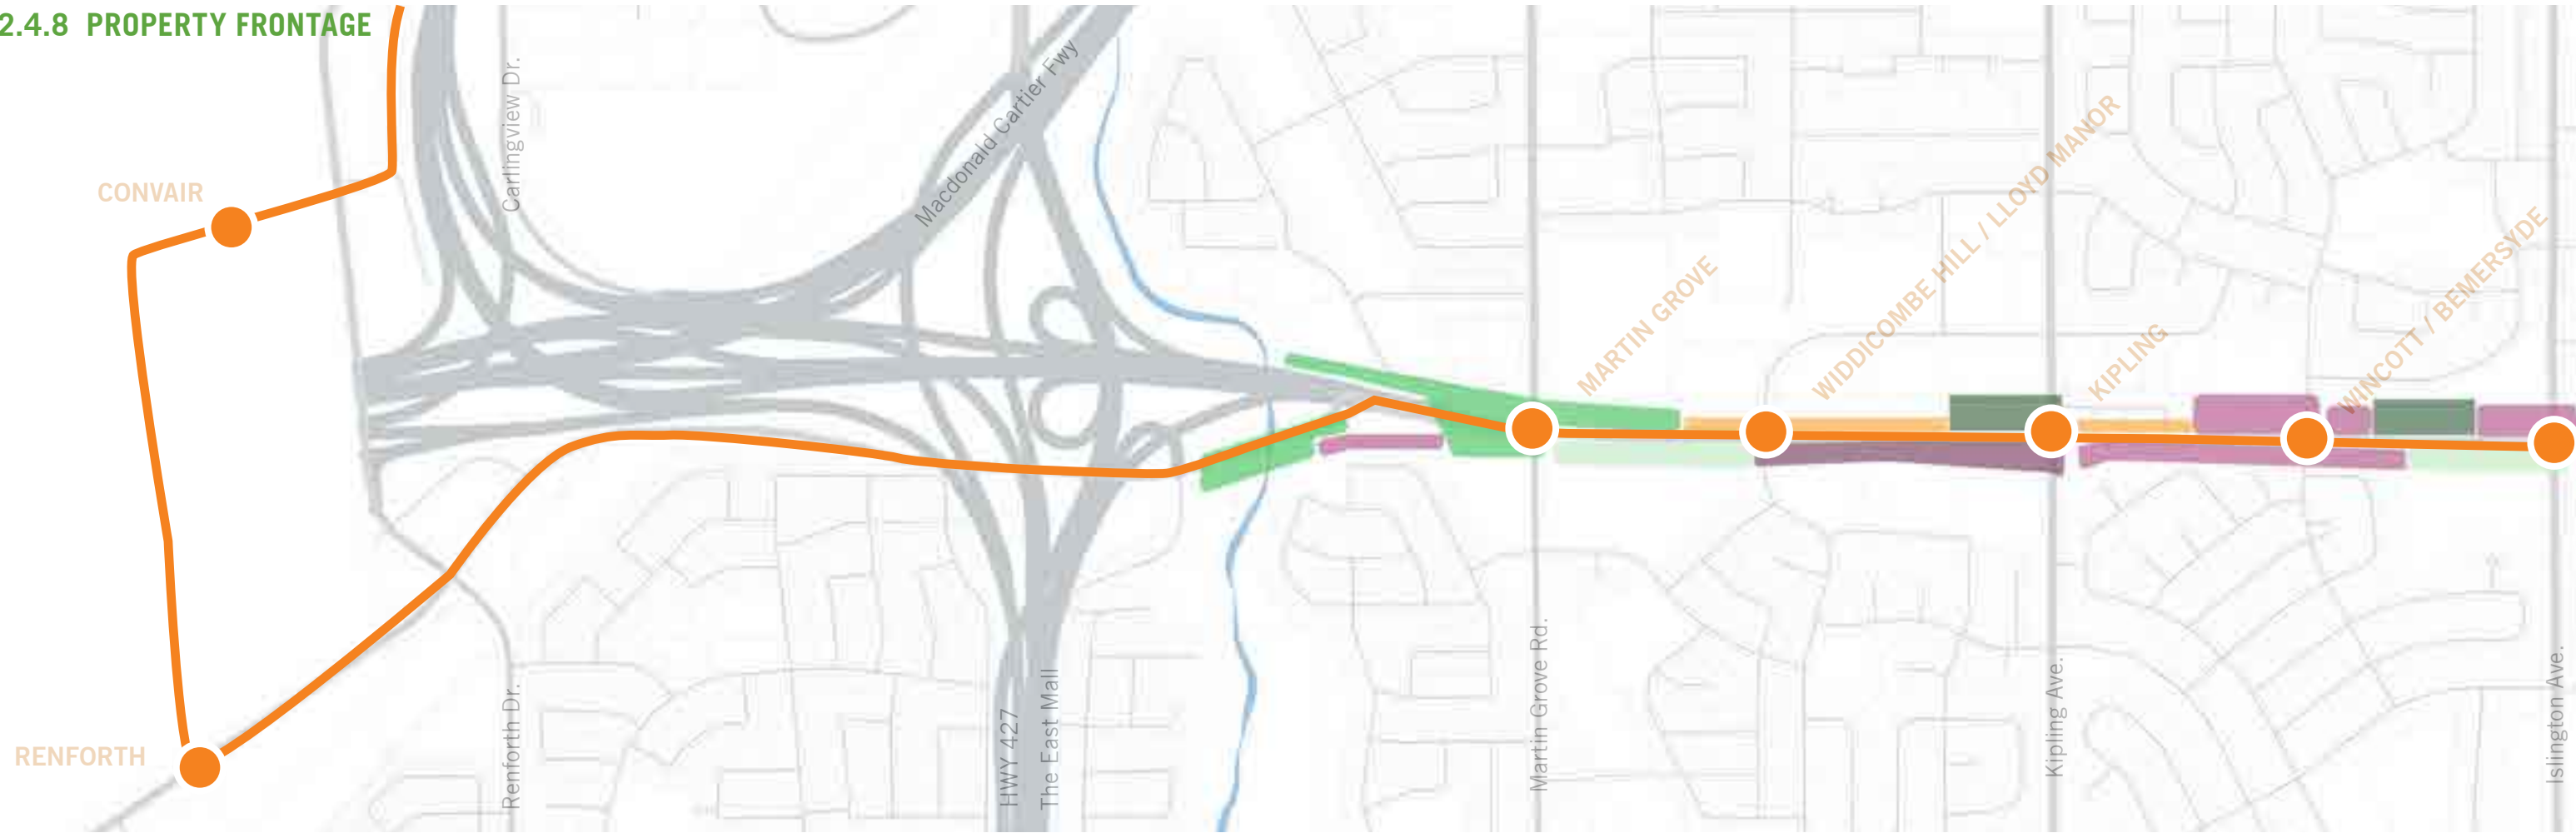 2.4.8 PROPERTY FRONTAGE
Carlingview Dr.
Macdonald Cartier Fwy
CONVAIR
MARTIN GROVE
WIDDICOMBE HILL / LLOYD MANOR
KIPLING
WINCOTT / BEMERSYDE
RENFORTH
Renforth Dr.
HWY 427
The East Mall
Martin Grove Rd.
Kipling Ave.
Islington Ave.